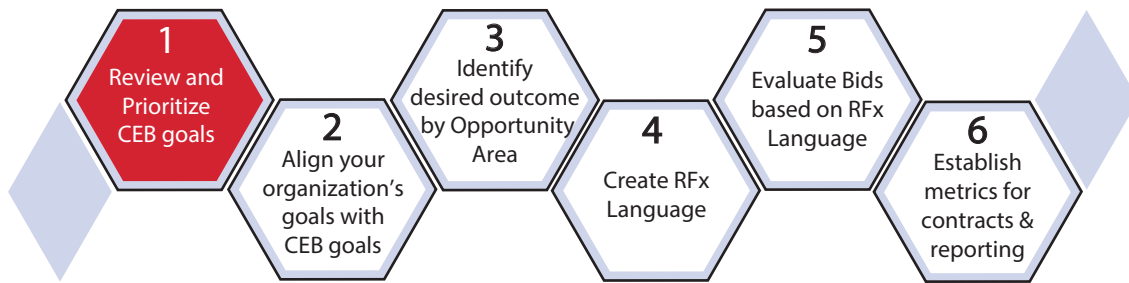 1
Review and
Prioritize
CEB goals
2
Align your
organization's
goals with
CEB goals
3
Identify
desired outcome
by Opportunity
Area
4
Create RFx
Language
5
Evaluate Bids
based on RFx
Language
6
Establish
metrics for
contracts &
reporting